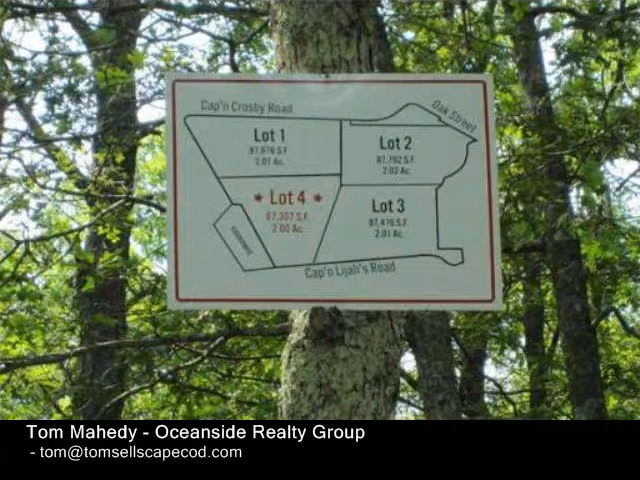 Cap'n Crosby Road
Oak Street
Lot 1
87,676 S.F.
2.01 Ac.
Lot 2
87,792 S.F.
2.02 Ac.
* Lot 4 *
87,307 S.F.
2.00 Ac.
Lot 3
87,476 S.F.
2.01 Ac.
Cap'n Lijah's Road
Tom Mahedy - Oceanside Realty Group
- tom@tomsellscapecod.com